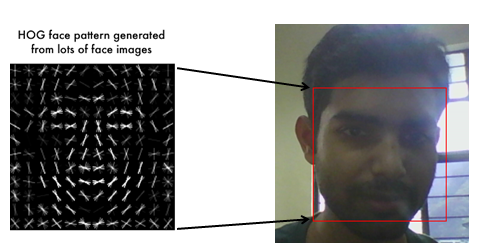 HOG face pattern generated
from lots of face images